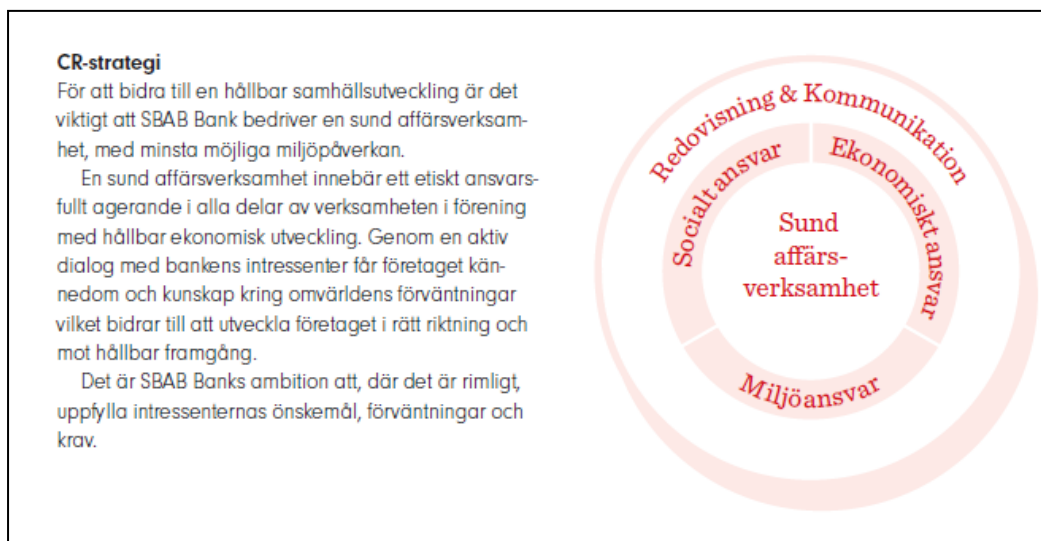 CR-strategi
För att bidra till en hållbar samhällsutveckling är det
viktigt att SBAB Bank bedriver en sund affärsverksam-
het, med minsta möjliga miljöpåverkan.
En sund affärsverksamhet innebär ett etiskt ansvars-
fullt agerande i alla delar av verksamheten i förening
med hållbar ekonomisk utveckling. Genom en aktiv
dialog med bankens intressenter får företaget kän-
nedom och kunskap kring omvärldens förväntningar
vilket bidrar till att utveckla företaget i rätt riktning och
mot hållbar framgång.
Det är SBAB Banks ambition att, där det är rimligt,
uppfylla intressenternas önskemål, förväntningar och
krav.
Redovisning & Kommunikation
Socialt ansvar
Ekonomiskt ansvar
Sund
affärs-
verksamhet
Miljöansvar